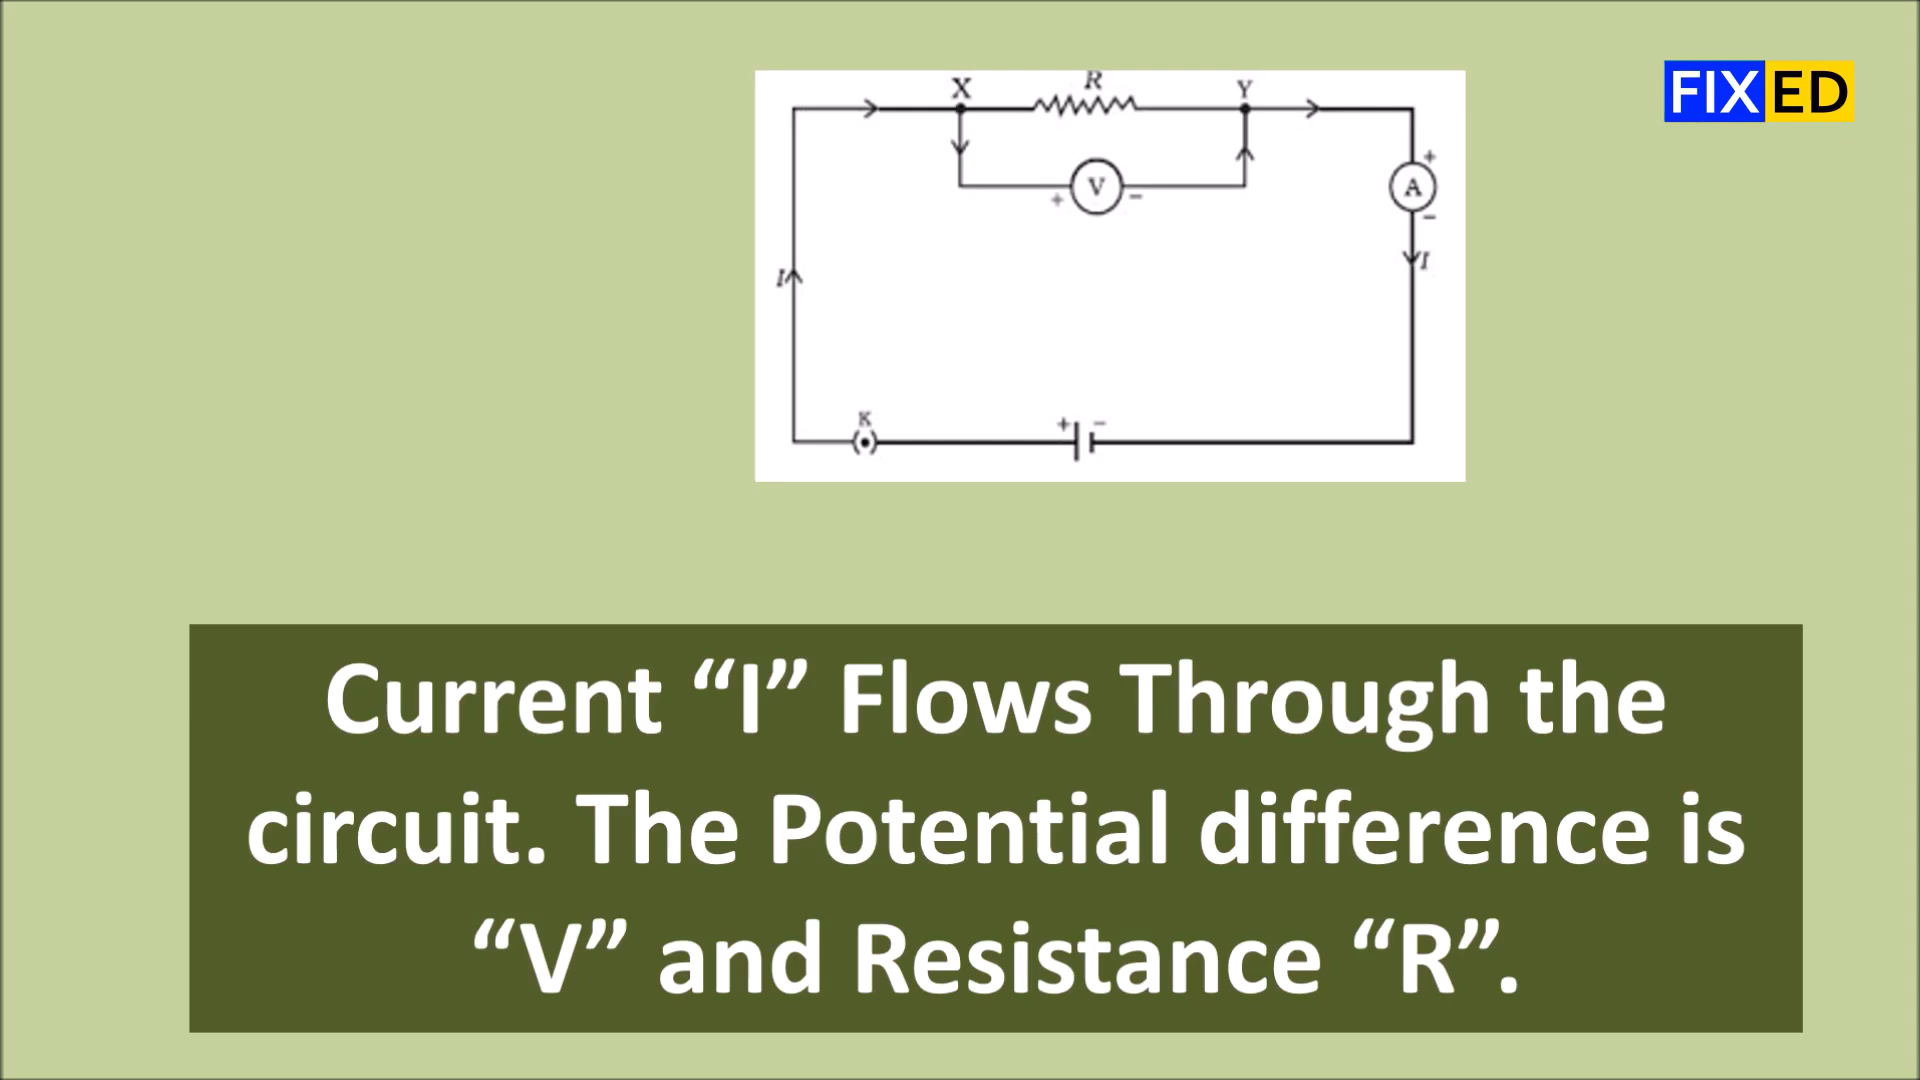 FIXED
X R Y
+ V −
+
A
−
I
I
K
+ −
Current “I” Flows Through the
circuit. The Potential difference is
“V” and Resistance “R”.